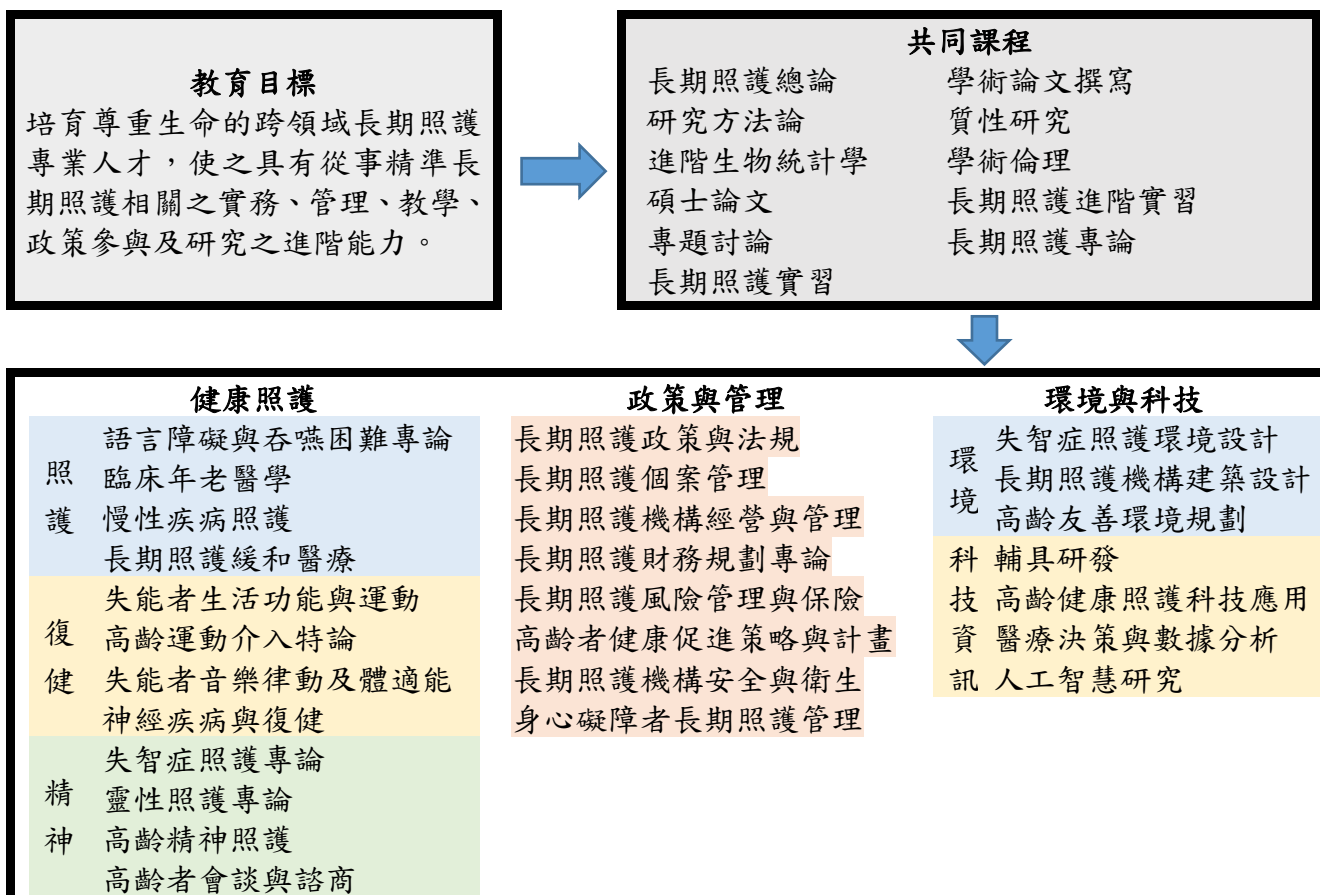 教育目標
培育尊重生命的跨領域長期照護
專業人才，使之具有從事精準長
期照護相關之實務、管理、教學、
政策參與及研究之進階能力。
共同課程
長期照護總論 學術論文撰寫
研究方法論 質性研究
進階生物統計學 學術倫理
碩士論文 長期照護進階實習
專題討論 長期照護專論
長期照護實習
健康照護
照護
語言障礙與吞嚥困難專論
臨床年老醫學
慢性疾病照護
長期照護緩和醫療
復健
失能者生活功能與運動
高齡運動介入特論
失能者音樂律動及體適能
神經疾病與復健
精神
失智症照護專論
靈性照護專論
高齡精神照護
高齡者會談與諮商
政策與管理
長期照護政策與法規
長期照護個案管理
長期照護機構經營與管理
長期照護財務規劃專論
長期照護風險管理與保險
高齡者健康促進策略與計畫
長期照護機構安全與衛生
身心礙障者長期照護管理
環境與科技
環境
失智症照護環境設計
長期照護機構建築設計
高齡友善環境規劃
科技資訊
輔具研發
高齡健康照護科技應用
醫療決策與數據分析
人工智慧研究